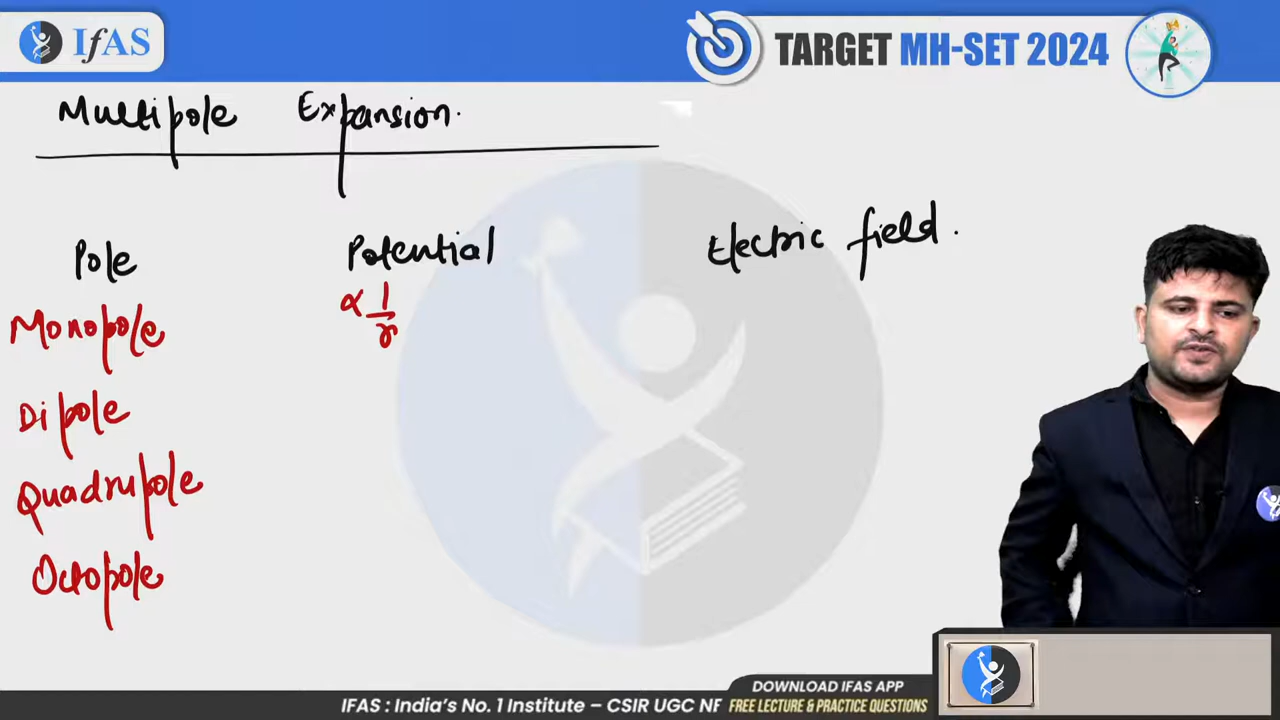 IfAS
TARGET MH-SET 2024
Multipole Expansion.
Pole Potential Electric field.
Monopole ∝ 1/r
Dipole
Quadrupole
Octopole
DOWNLOAD IFAS APP
IFAS : India's No. 1 Institute – CSIR UGC NF FREE LECTURE & PRACTICE QUESTIONS